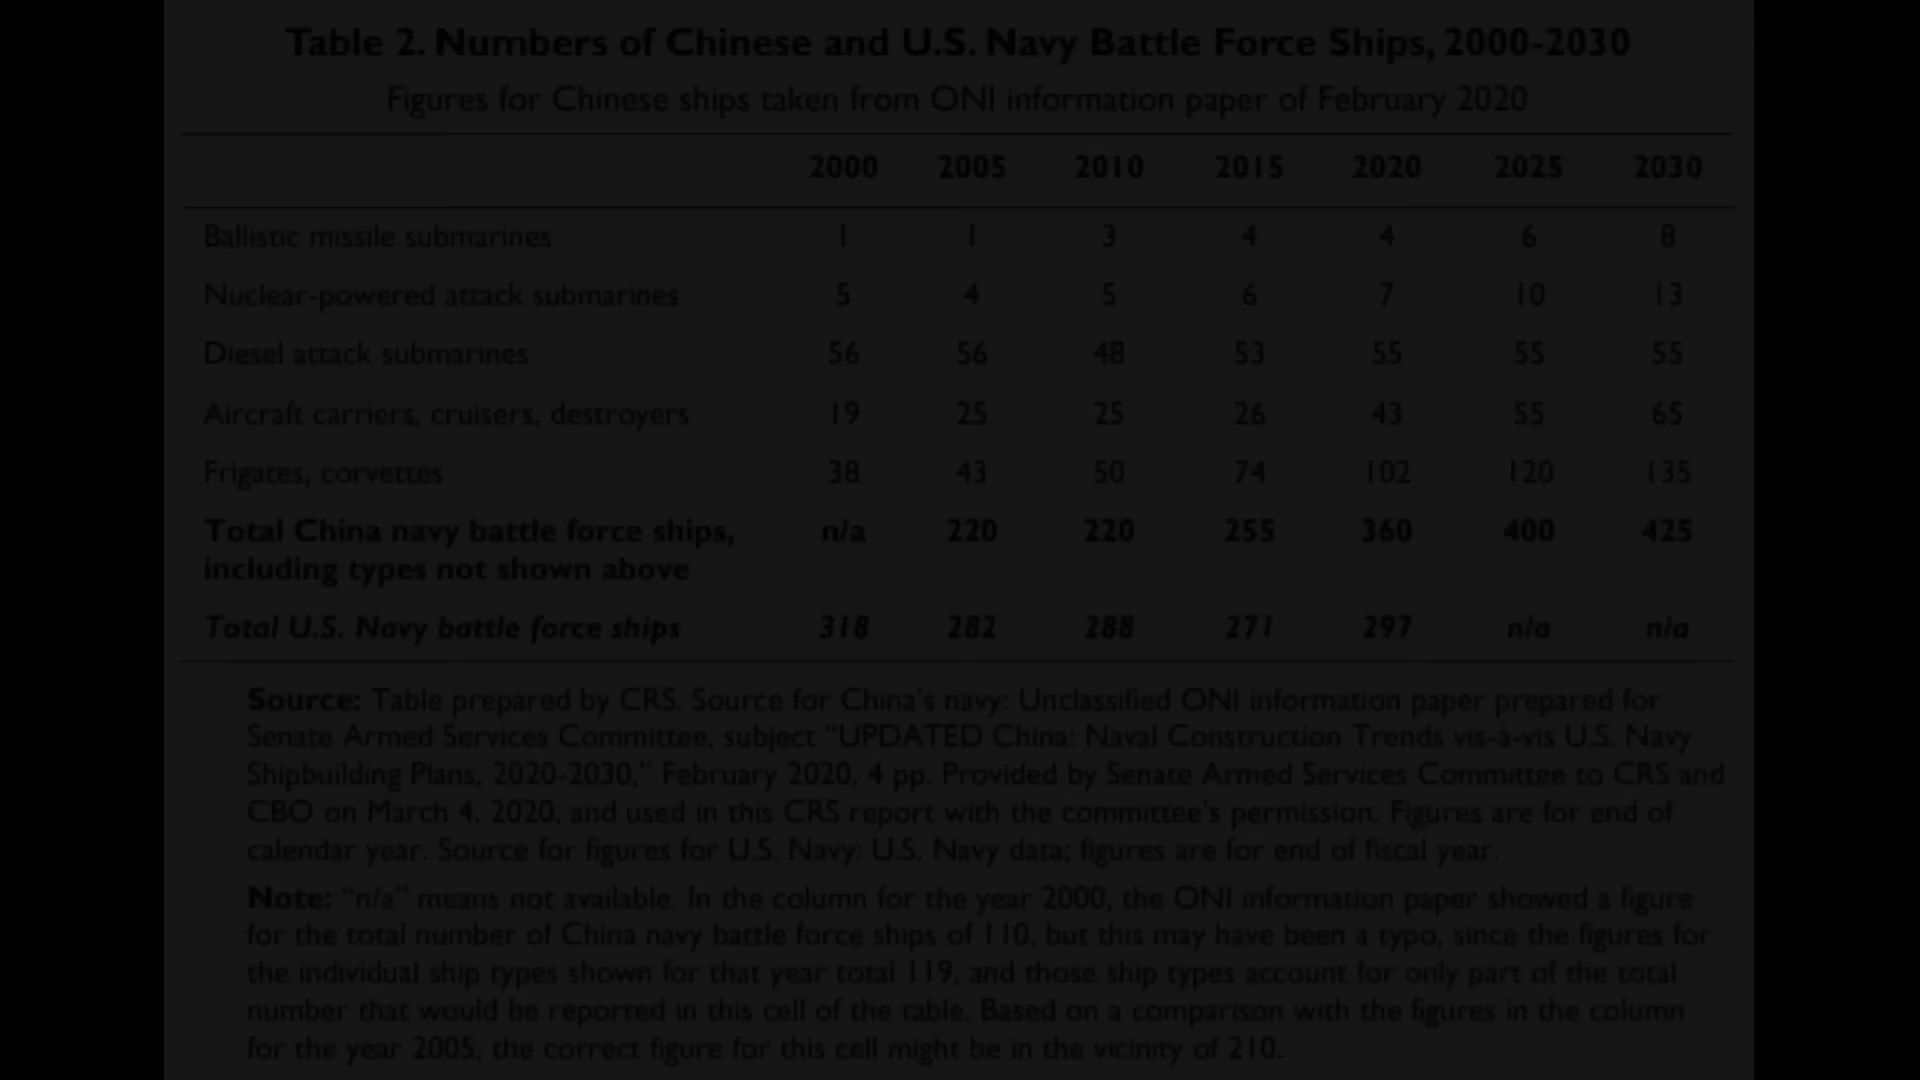 Table 2. Numbers of Chinese and U.S. Navy Battle Force Ships, 2000-2030
Figures for Chinese ships taken from ONI information paper of February 2020
2000 2005 2010 2015 2020 2025 2030
Ballistic missile submarines 1 1 3 4 4 6 8
Nuclear-powered attack submarines 5 4 5 6 7 10 13
Diesel attack submarines 56 56 48 53 55 55 55
Aircraft carriers, cruisers, destroyers 19 25 25 26 43 55 65
Frigates, corvettes 38 43 50 74 102 120 135
Total China navy battle force ships, n/a 220 220 255 360 400 425
including types not shown above
Total U.S. Navy battle force ships 318 282 288 271 297 n/a n/a
Source: Table prepared by CRS. Source for China's navy: Unclassified ONI information paper prepared for
Senate Armed Services Committee, subject "UPDATED China: Naval Construction Trends vis-à-vis U.S. Navy
Shipbuilding Plans, 2020-2030," February 2020, 4 pp. Provided by Senate Armed Services Committee to CRS and
CBO on March 4, 2020, and used in this CRS report with the committee's permission. Figures are for end of
calendar year. Source for figures for U.S. Navy: U.S. Navy data; figures are for end of fiscal year.
Note: "n/a" means not available. In the column for the year 2000, the ONI information paper showed a figure
for the total number of China navy battle force ships of 110, but this may have been a typo, since the figures for
the individual ship types shown for that year total 119, and those ship types account for only part of the total
number that would be reported in this cell of the table. Based on a comparison with the figures in the column
for the year 2005, the correct figure for this cell might be in the vicinity of 210.